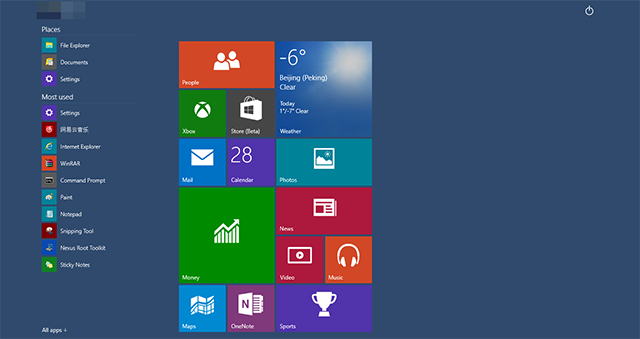 Places
File Explorer
Documents
Settings
Most used
Settings
网易云音乐
Internet Explorer
WinRAR
Command Prompt
Paint
Notepad
Snipping Tool
Nexus Root Toolkit
Sticky Notes
All apps
People
-6°
Beijing (Peking)
Clear
Today
1°/-7° Clear
Weather
Xbox
Store (Beta)
Mail
28
Calendar
Photos
Money
News
Video
Music
Maps
N
OneNote
Sports